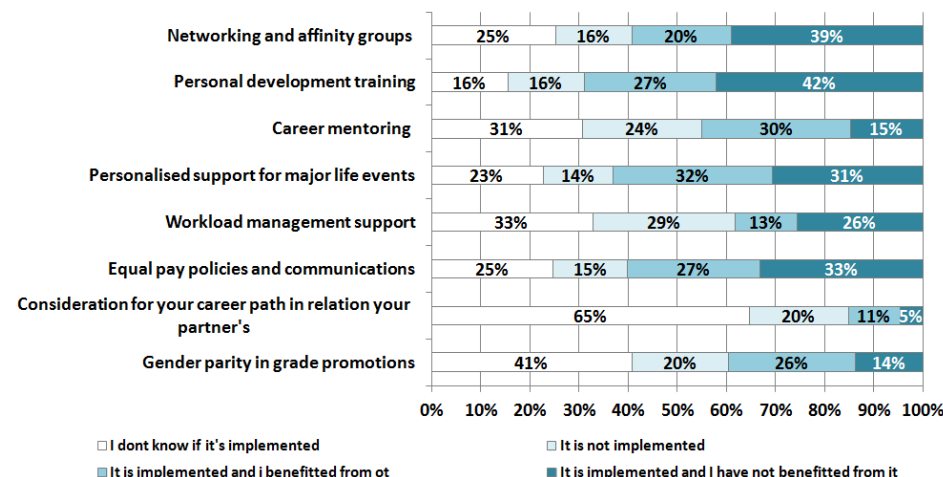 Networking and affinity groups
25% 16% 20% 39%
Personal development training
16% 16% 27% 42%
Career mentoring
31% 24% 30% 15%
Personalised support for major life events
23% 14% 32% 31%
Workload management support
33% 29% 13% 26%
Equal pay policies and communications
25% 15% 27% 33%
Consideration for your career path in relation your
partner's
65% 20% 11% 5%
Gender parity in grade promotions
41% 20% 26% 14%
0% 10% 20% 30% 40% 50% 60% 70% 80% 90% 100%
I dont know if it's implemented
It is not implemented
It is implemented and i benefitted from ot
It is implemented and I have not benefitted from it